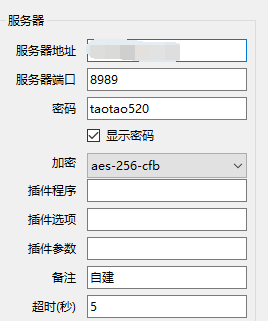 服务器
服务器地址
服务器端口 8989
密码 taotao520
显示密码
加密 aes-256-cfb
插件程序
插件选项
插件参数
备注 自建
超时(秒) 5